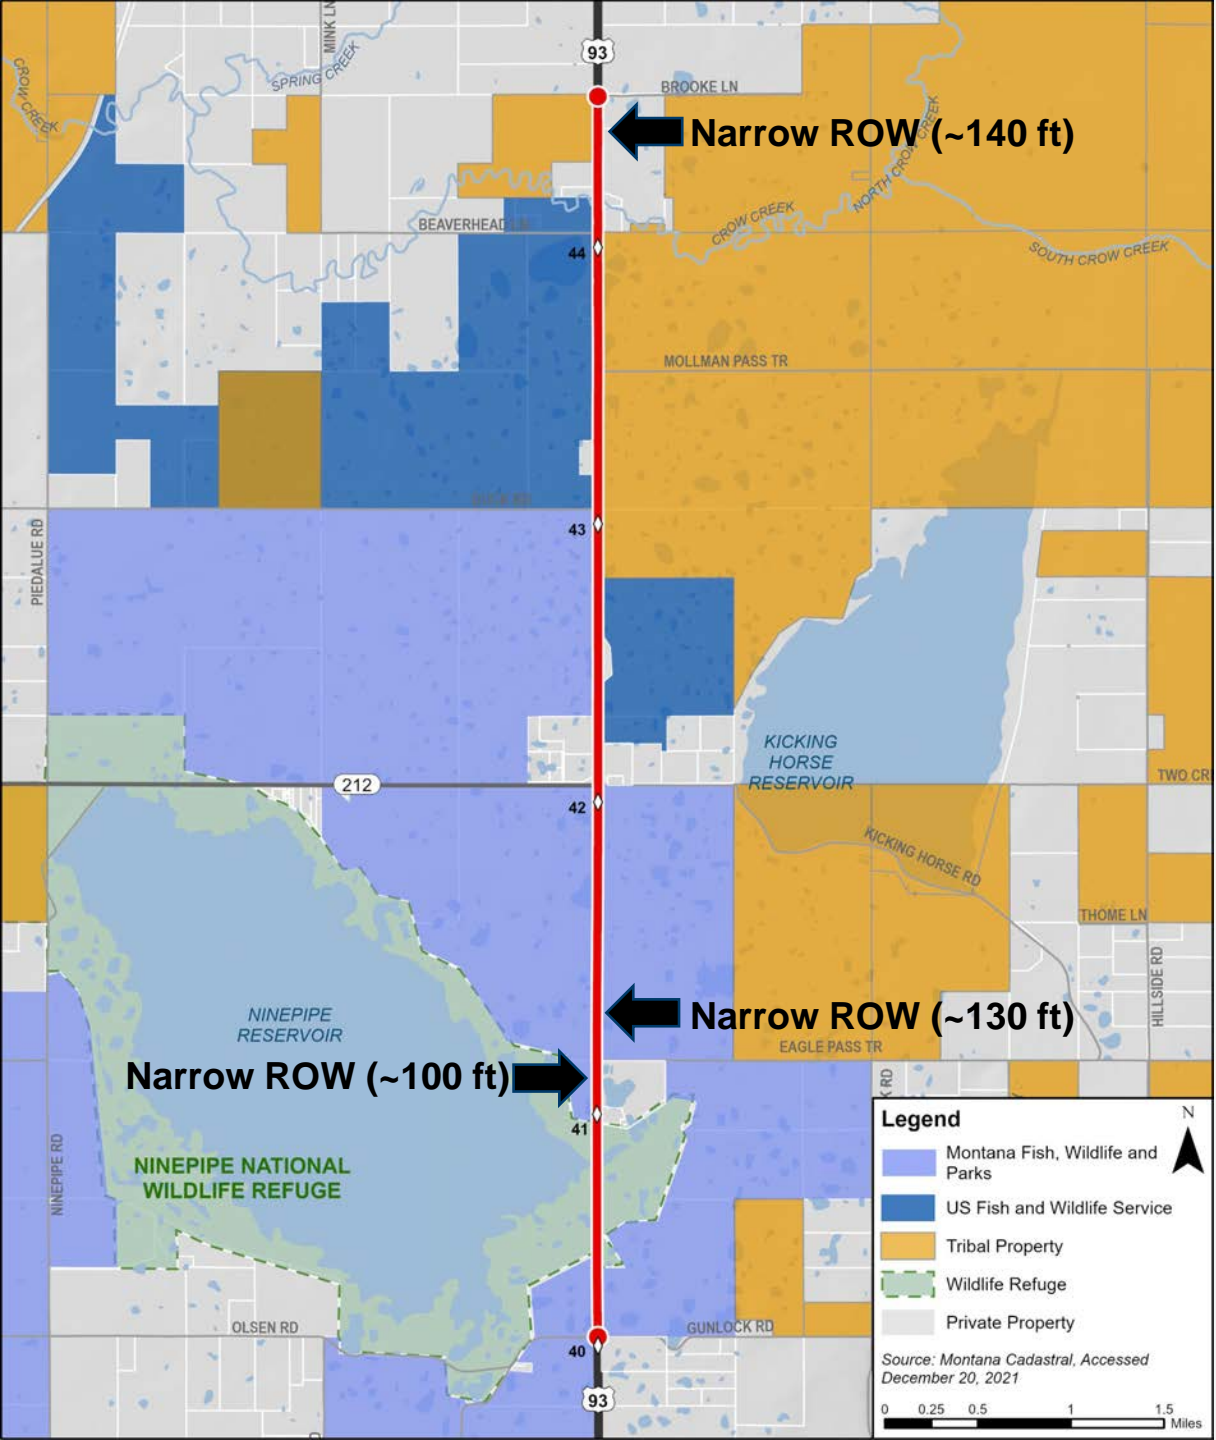 MINK LN
93
CROW CREEK
SPRING CREEK
BROOKE LN
Narrow ROW (~140 ft)
NORTH CROW CREEK
CROW CREEK
BEAVERHEAD
SOUTH CROW CREEK
44
MOLLMAN PASS TR
43
PIEDALUE RD
KICKING
HORSE
RESERVOIR
212
TWO CR
42
KICKING HORSE RD
THOME LN
HILLSIDE RD
NINEPIPE
RESERVOIR
Narrow ROW (~130 ft)
EAGLE PASS TR
Narrow ROW (~100 ft)
K RD
41
NINEPIPE RD
NINEPIPE NATIONAL
WILDLIFE REFUGE
OLSEN RD
GUNLOCK RD
40
93
D
Legend
N
Montana Fish, Wildlife and
Parks
US Fish and Wildlife Service
Tribal Property
Wildlife Refuge
Private Property
Source: Montana Cadastral, Accessed
December 20, 2021
0 0.25 0.5 1 1.5
Miles